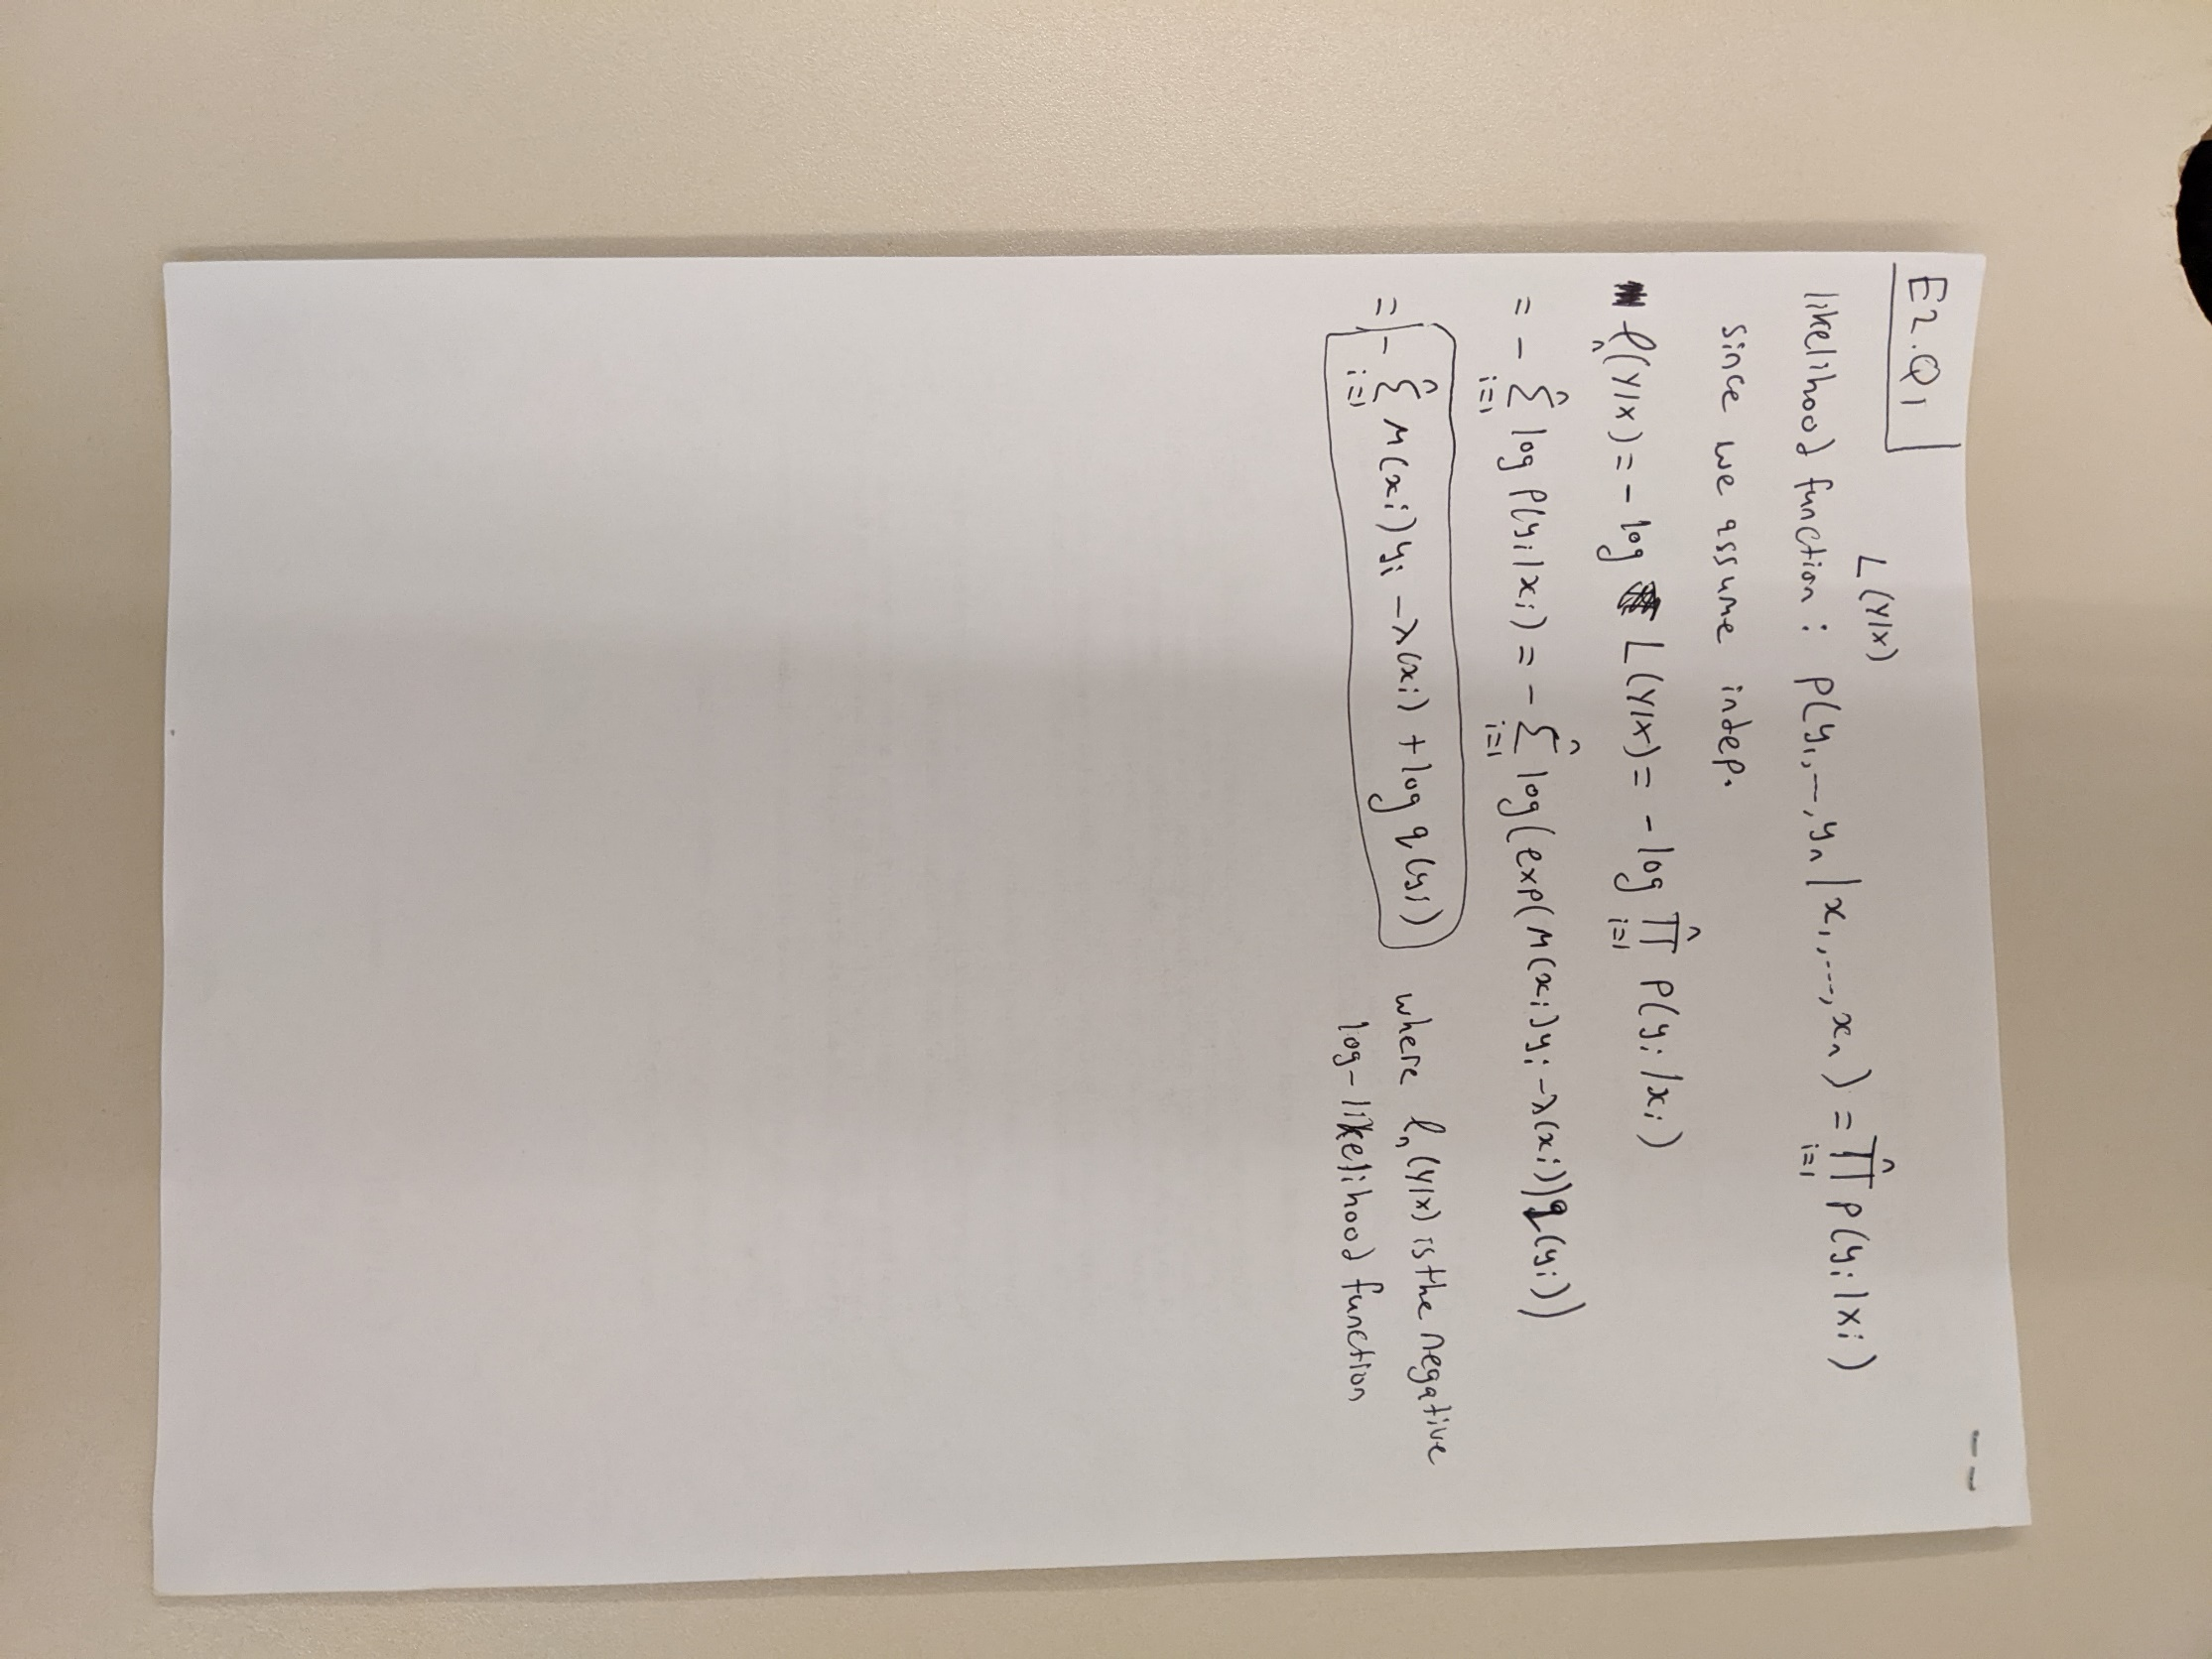 E2.Q1
L(Y|X)
likelihood function : P(y₁,…,yₙ | x₁,…,xₙ) = ∏ⁿᵢ₌₁ P(yᵢ|xᵢ)
since we assume indep.
ℓₙ(Y|X) = - log L(Y|X) = - log ∏ⁿᵢ₌₁ P(yᵢ|xᵢ)
= - Σⁿᵢ₌₁ log P(yᵢ|xᵢ) = - Σⁿᵢ₌₁ log(exp(μ(xᵢ)yᵢ - λ(xᵢ))q(yᵢ))
= - Σⁿᵢ₌₁ μ(xᵢ)yᵢ - λ(xᵢ) + log q(yᵢ)) where ℓₙ(Y|X) is the negative
log-likelihood function